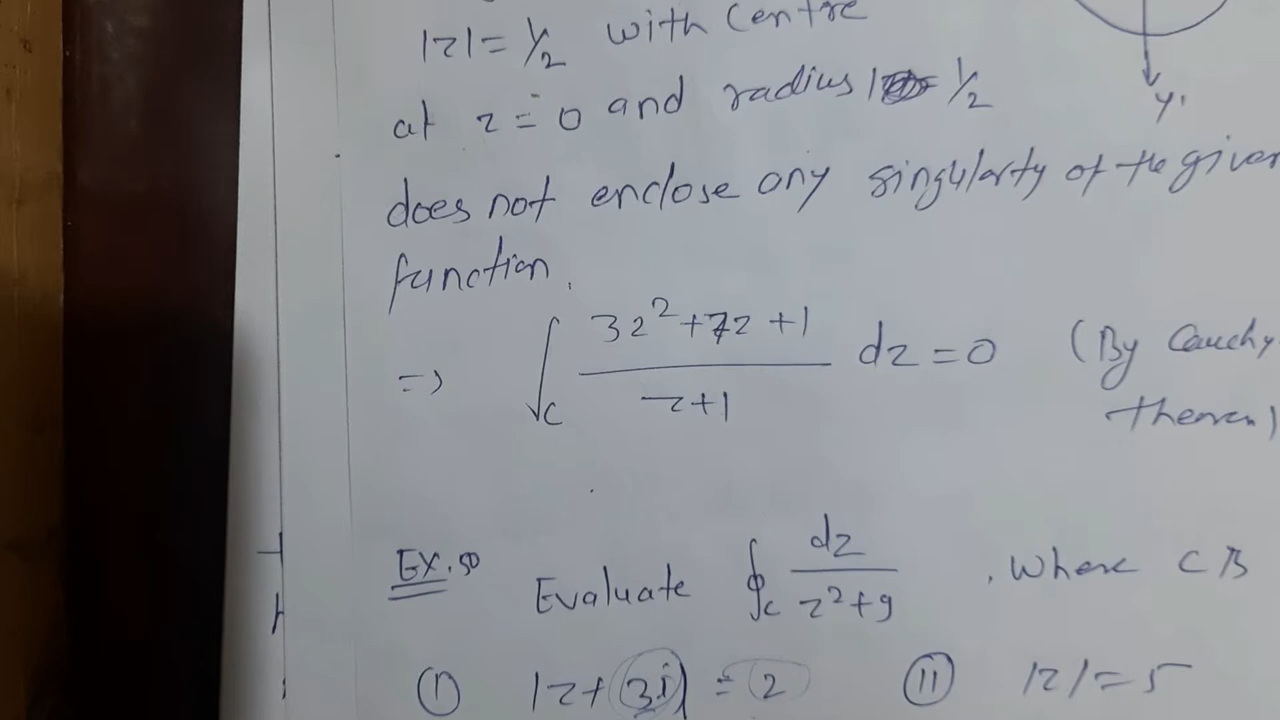 |z| = 1/2 with centre
at z = 0 and radius 1/2
y'
does not enclose any singularty of the given
function.
=> ∫c (3z²+7z+1)/(z+1) dz = 0 (By Cauchy
theorem)
Ex.50 Evaluate ∮c dz/(z²+9) . Where C is
(I) |z+3i| = 2 (II) |z|=5